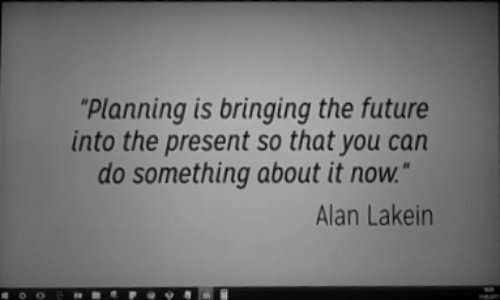 "Planning is bringing the future
into the present so that you can
do something about it now."
Alan Lakein